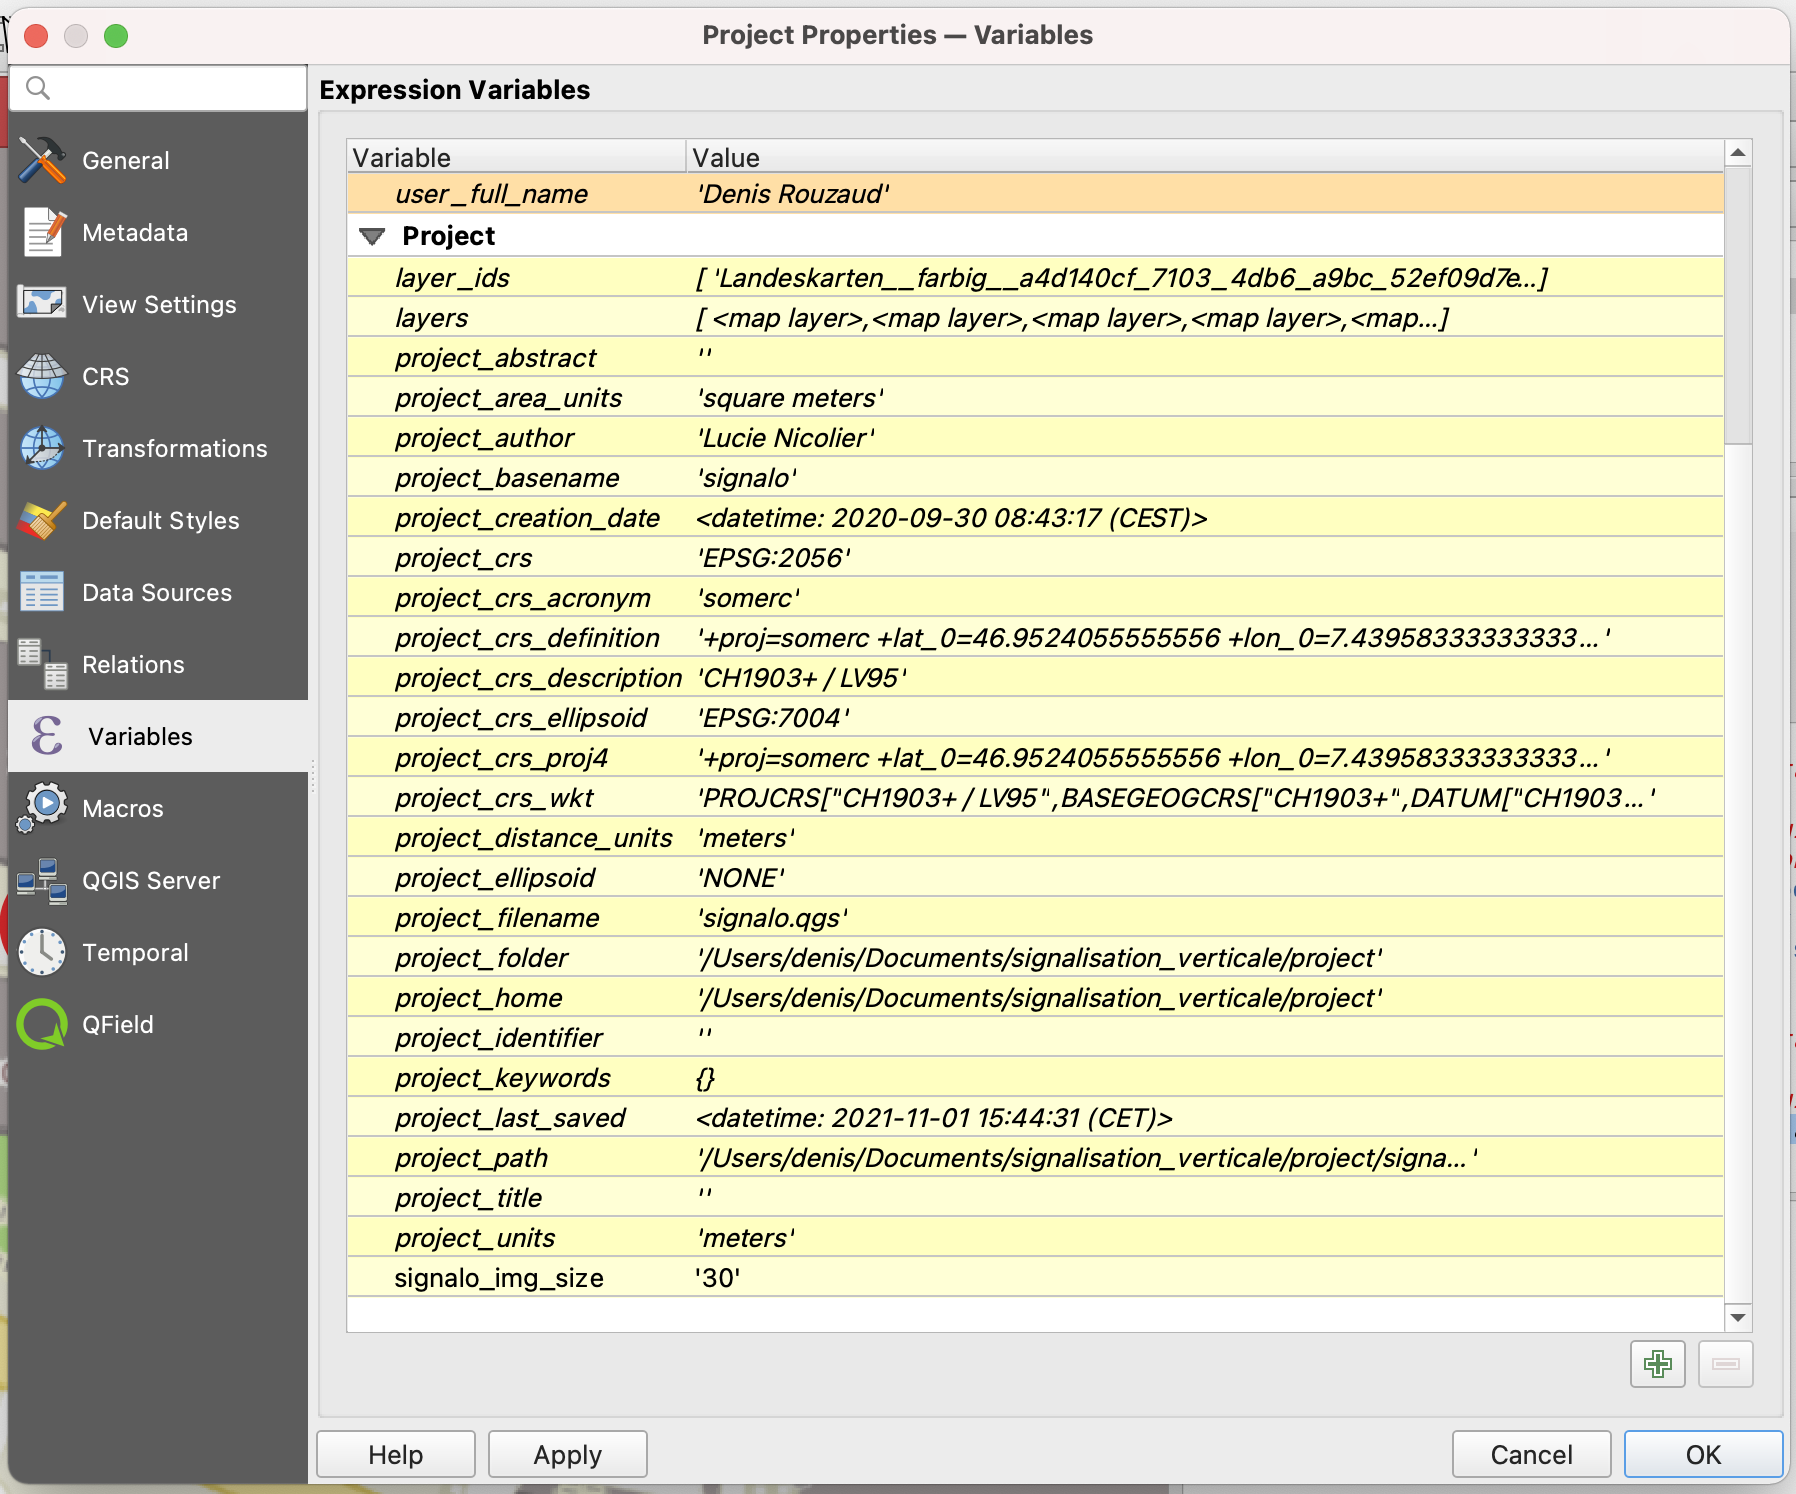 Project Properties — Variables
Expression Variables
General
Metadata
View Settings
CRS
Transformations
Default Styles
Data Sources
Relations
Variables
Macros
QGIS Server
Temporal
QField
Variable Value
user_full_name 'Denis Rouzaud'
Project
layer_ids [ 'Landeskarten__farbig__a4d140cf_7103_4db6_a9bc_52ef09d7e...]
layers [ <map layer>,<map layer>,<map layer>,<map layer>,<map...]
project_abstract ''
project_area_units 'square meters'
project_author 'Lucie Nicolier'
project_basename 'signalo'
project_creation_date <datetime: 2020-09-30 08:43:17 (CEST)>
project_crs 'EPSG:2056'
project_crs_acronym 'somerc'
project_crs_definition '+proj=somerc +lat_0=46.9524055555556 +lon_0=7.43958333333333...'
project_crs_description 'CH1903+ / LV95'
project_crs_ellipsoid 'EPSG:7004'
project_crs_proj4 '+proj=somerc +lat_0=46.9524055555556 +lon_0=7.43958333333333...'
project_crs_wkt 'PROJCRS["CH1903+ / LV95",BASEGEOGCRS["CH1903+",DATUM["CH1903...'
project_distance_units 'meters'
project_ellipsoid 'NONE'
project_filename 'signalo.qgs'
project_folder '/Users/denis/Documents/signalisation_verticale/project'
project_home '/Users/denis/Documents/signalisation_verticale/project'
project_identifier ''
project_keywords {}
project_last_saved <datetime: 2021-11-01 15:44:31 (CET)>
project_path '/Users/denis/Documents/signalisation_verticale/project/signa...'
project_title ''
project_units 'meters'
signalo_img_size '30'
Help Apply Cancel OK